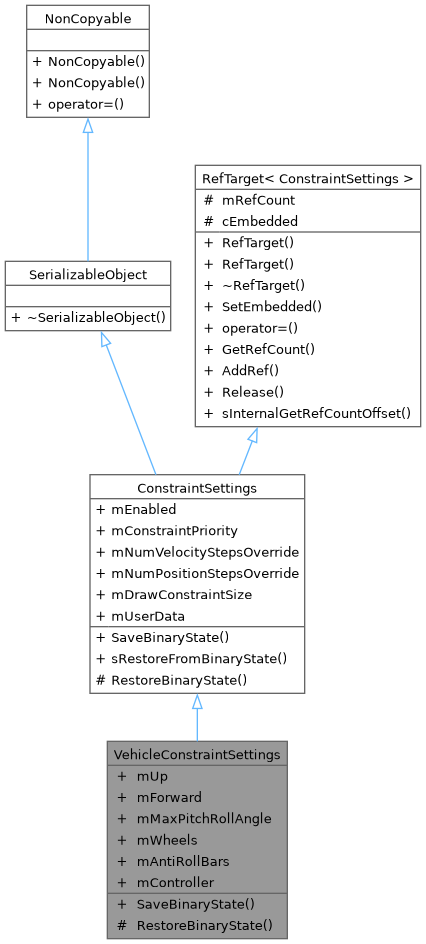 NonCopyable
+ NonCopyable()
+ NonCopyable()
+ operator=()
RefTarget< ConstraintSettings >
# mRefCount
# cEmbedded
+ RefTarget()
+ RefTarget()
+ ~RefTarget()
+ SetEmbedded()
+ operator=()
+ GetRefCount()
+ AddRef()
+ Release()
+ sInternalGetRefCountOffset()
SerializableObject
+ ~SerializableObject()
ConstraintSettings
+ mEnabled
+ mConstraintPriority
+ mNumVelocityStepsOverride
+ mNumPositionStepsOverride
+ mDrawConstraintSize
+ mUserData
+ SaveBinaryState()
+ sRestoreFromBinaryState()
# RestoreBinaryState()
VehicleConstraintSettings
+ mUp
+ mForward
+ mMaxPitchRollAngle
+ mWheels
+ mAntiRollBars
+ mController
+ SaveBinaryState()
# RestoreBinaryState()